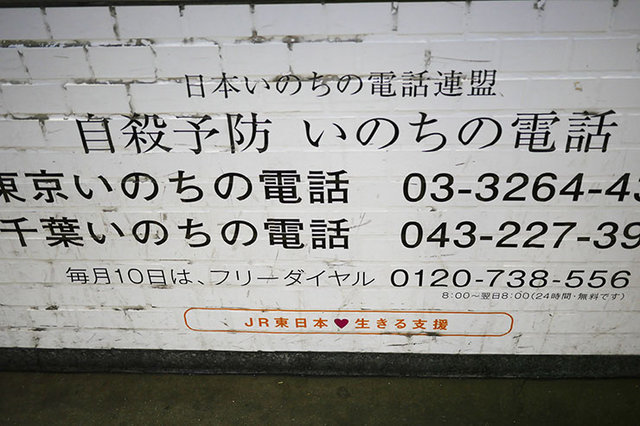 日本いのちの電話連盟
自殺予防 いのちの電話
東京いのちの電話 03-3264-43
千葉いのちの電話 043-227-39
毎月10日は、フリーダイヤル 0120-738-556
8:00～翌日8:00(24時間・無料です)
JR東日本♥生きる支援